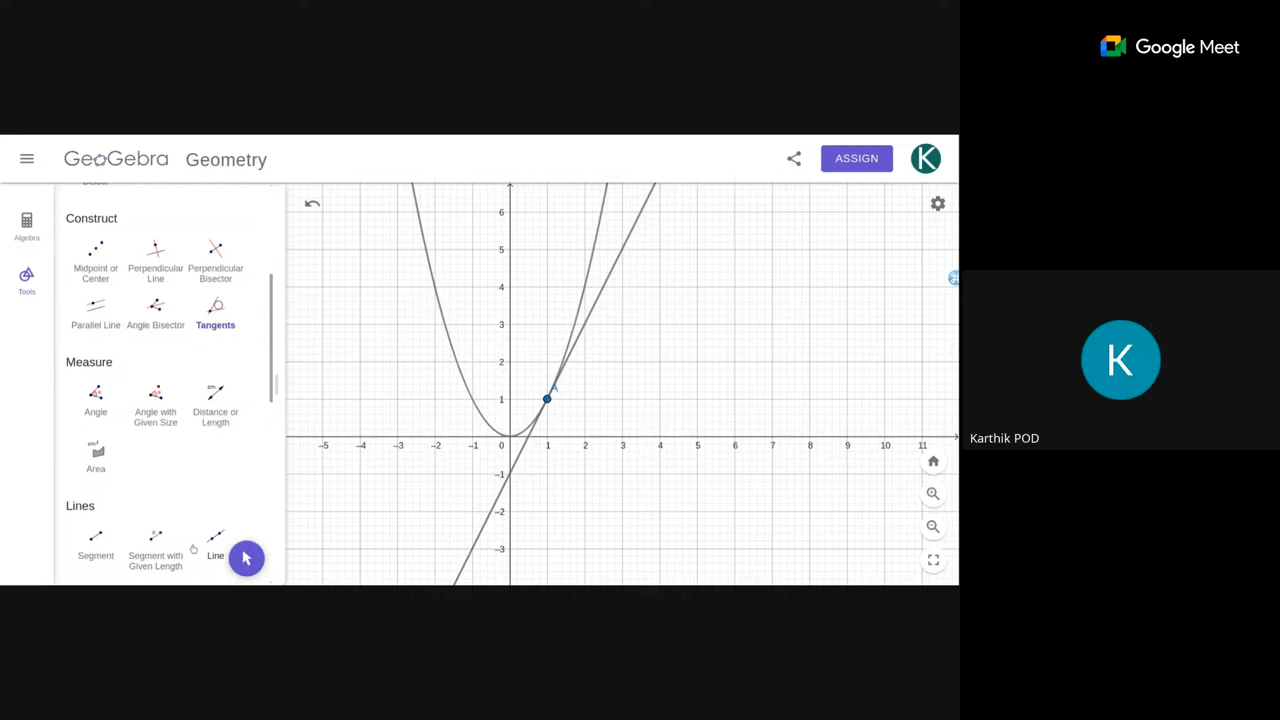 Google Meet
GeoGebra Geometry
ASSIGN
K
Algebra
Tools
Delete
Construct
Midpoint or Center
Perpendicular Line
Perpendicular Bisector
Parallel Line
Angle Bisector
Tangents
Measure
Angle
Angle with Given Size
Distance or Length
cm
cm²
Area
Lines
Segment
Segment with Given Length
Line
6
5
4
3
2
1
–1
–2
–3
–5 –4 –3 –2 –1 0 1 2 3 4 5 6 7 8 9 10 11
A
K
Karthik POD